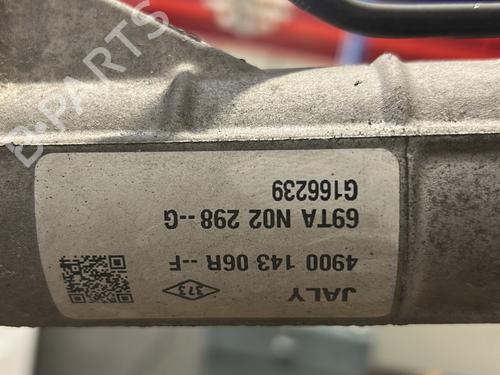 JALY
373
4900 143 06R --F
69TA N02 298 --G
G166239
B-PARTS